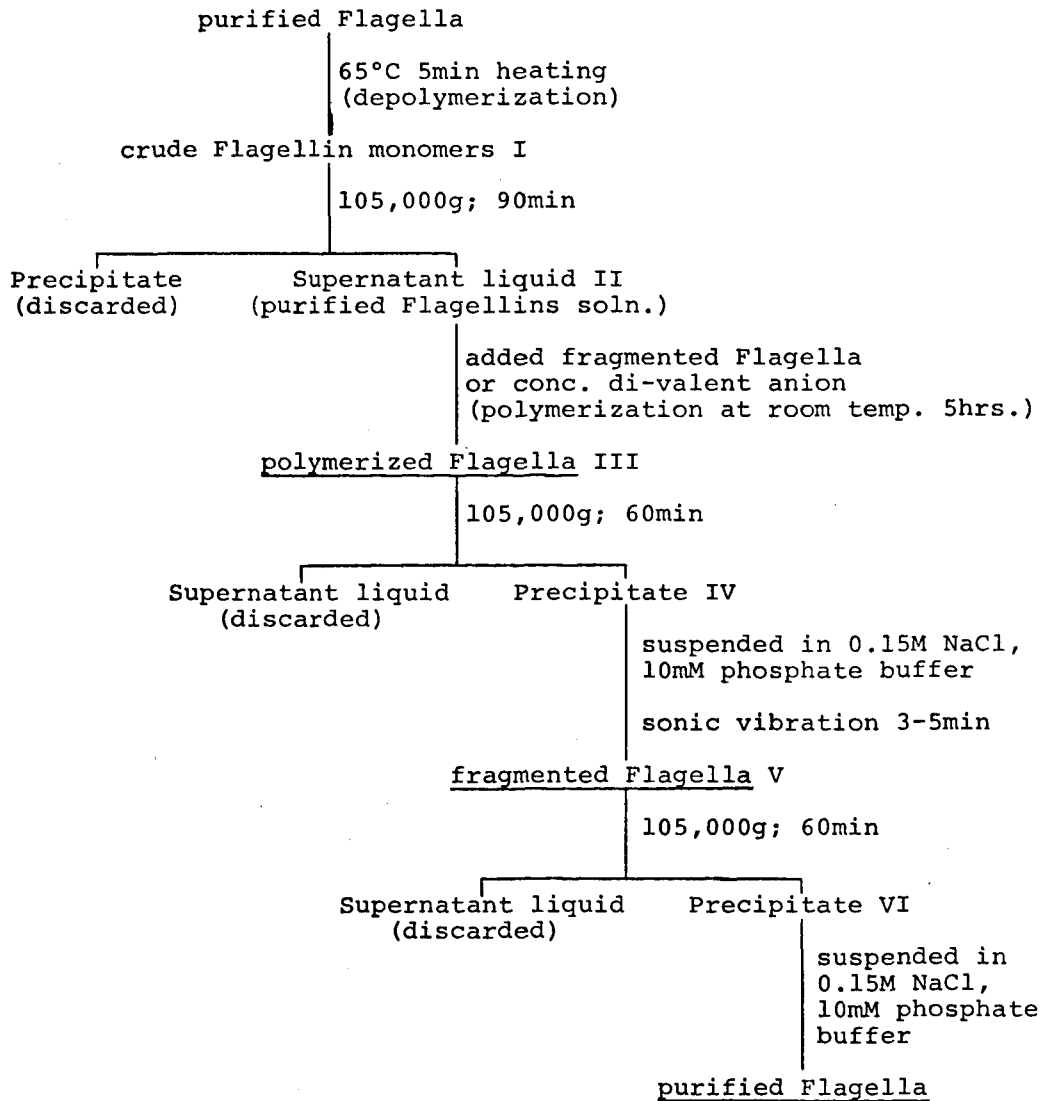 purified Flagella
65°C 5min heating
(depolymerization)
crude Flagellin monomers I
105,000g; 90min
Precipitate
(discarded)
Supernatant liquid II
(purified Flagellins soln.)
added fragmented Flagella
or conc. di-valent anion
(polymerization at room temp. 5hrs.)
polymerized Flagella III
105,000g; 60min
Supernatant liquid
(discarded)
Precipitate IV
suspended in 0.15M NaCl,
10mM phosphate buffer
sonic vibration 3-5min
fragmented Flagella V
105,000g; 60min
Supernatant liquid
(discarded)
Precipitate VI
suspended in
0.15M NaCl,
10mM phosphate
buffer
purified Flagella